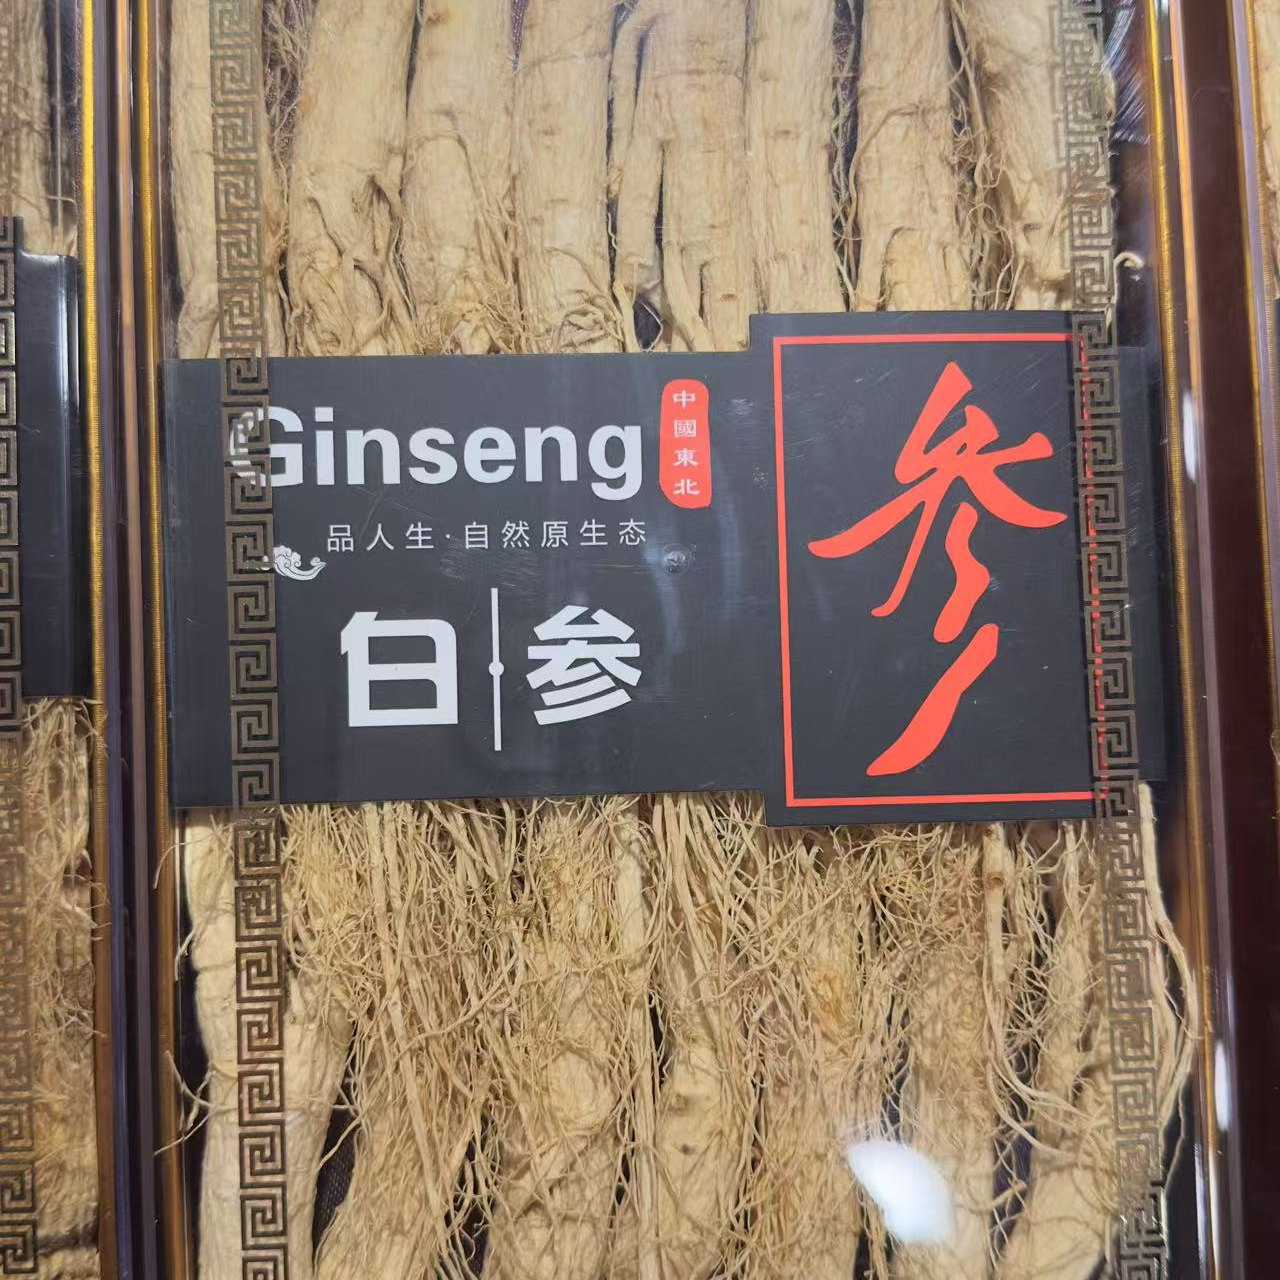 Ginseng
中國東北
品人生·自然原生态
白参
参